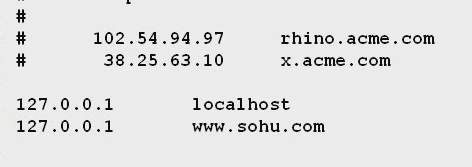 #
#      102.54.94.97     rhino.acme.com
#       38.25.63.10     x.acme.com
127.0.0.1       localhost
127.0.0.1       www.sohu.com